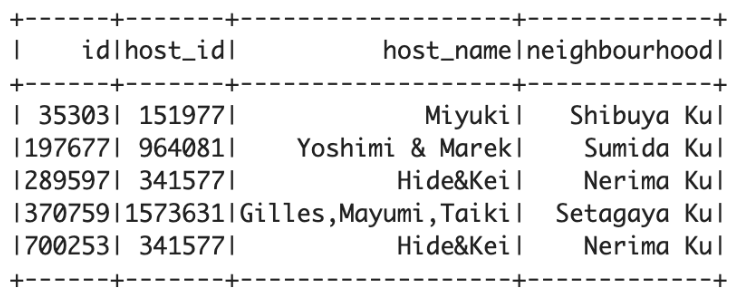 +------+-------+-------------------+-------------+
|    id|host_id|          host_name|neighbourhood|
+------+-------+-------------------+-------------+
| 35303| 151977|             Miyuki|   Shibuya Ku|
|197677| 964081|    Yoshimi & Marek|    Sumida Ku|
|289597| 341577|           Hide&Kei|    Nerima Ku|
|370759|1573631|Gilles,Mayumi,Taiki|  Setagaya Ku|
|700253| 341577|           Hide&Kei|    Nerima Ku|
+------+-------+-------------------+-------------+